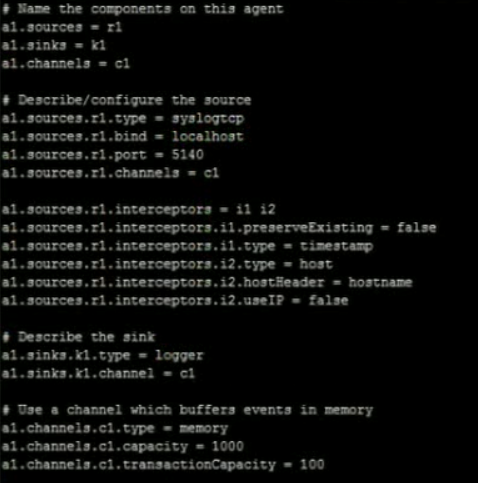 # Name the components on this agent
a1.sources = r1
a1.sinks = k1
a1.channels = c1
# Describe/configure the source
a1.sources.r1.type = syslogtcp
a1.sources.r1.bind = localhost
a1.sources.r1.port = 5140
a1.sources.r1.channels = c1
a1.sources.r1.interceptors = i1 i2
a1.sources.r1.interceptors.i1.preserveExisting = false
a1.sources.r1.interceptors.i1.type = timestamp
a1.sources.r1.interceptors.i2.type = host
a1.sources.r1.interceptors.i2.hostHeader = hostname
a1.sources.r1.interceptors.i2.useIP = false
# Describe the sink
a1.sinks.k1.type = logger
a1.sinks.k1.channel = c1
# Use a channel which buffers events in memory
a1.channels.c1.type = memory
a1.channels.c1.capacity = 1000
a1.channels.c1.transactionCapacity = 100